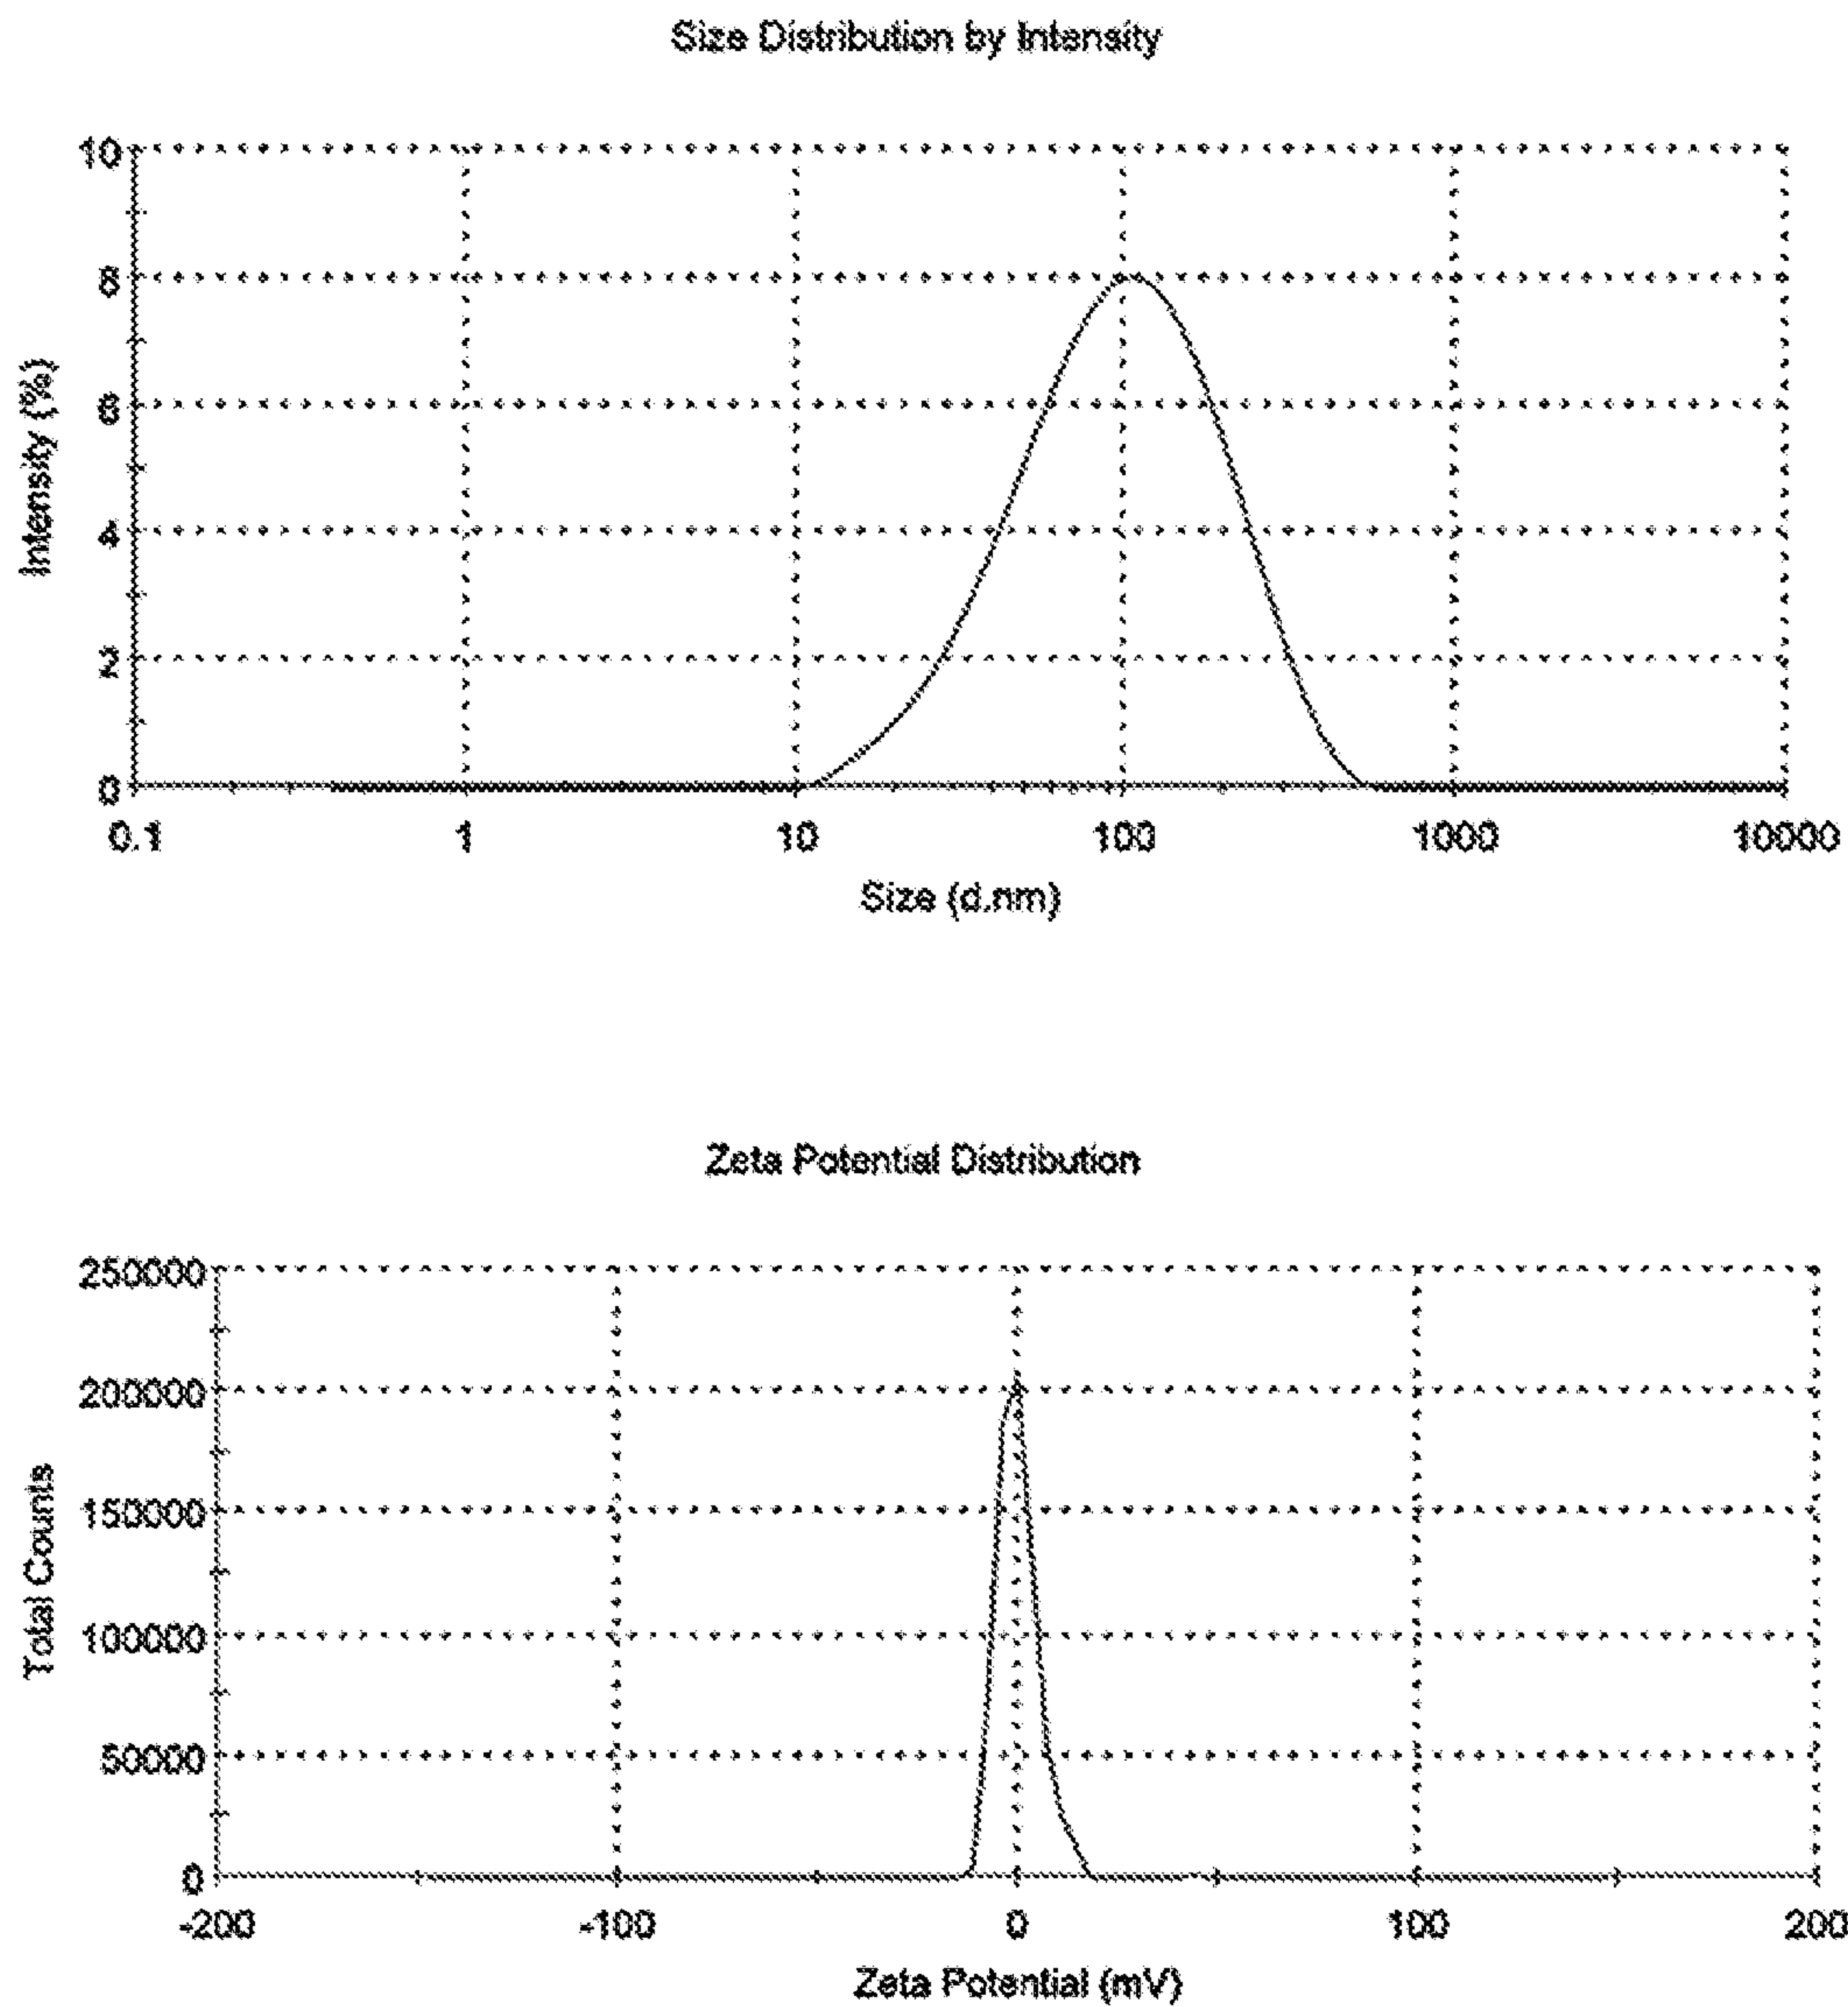 Size Distribution by Intensity
10
8
6
4
2
0
Intensity (%)
0.1 1 10 100 1000 10000
Size (d.nm)
Zeta Potential Distribution
250000
200000
150000
100000
50000
0
Total Counts
-200 -100 0 100 200
Zeta Potential (mV)